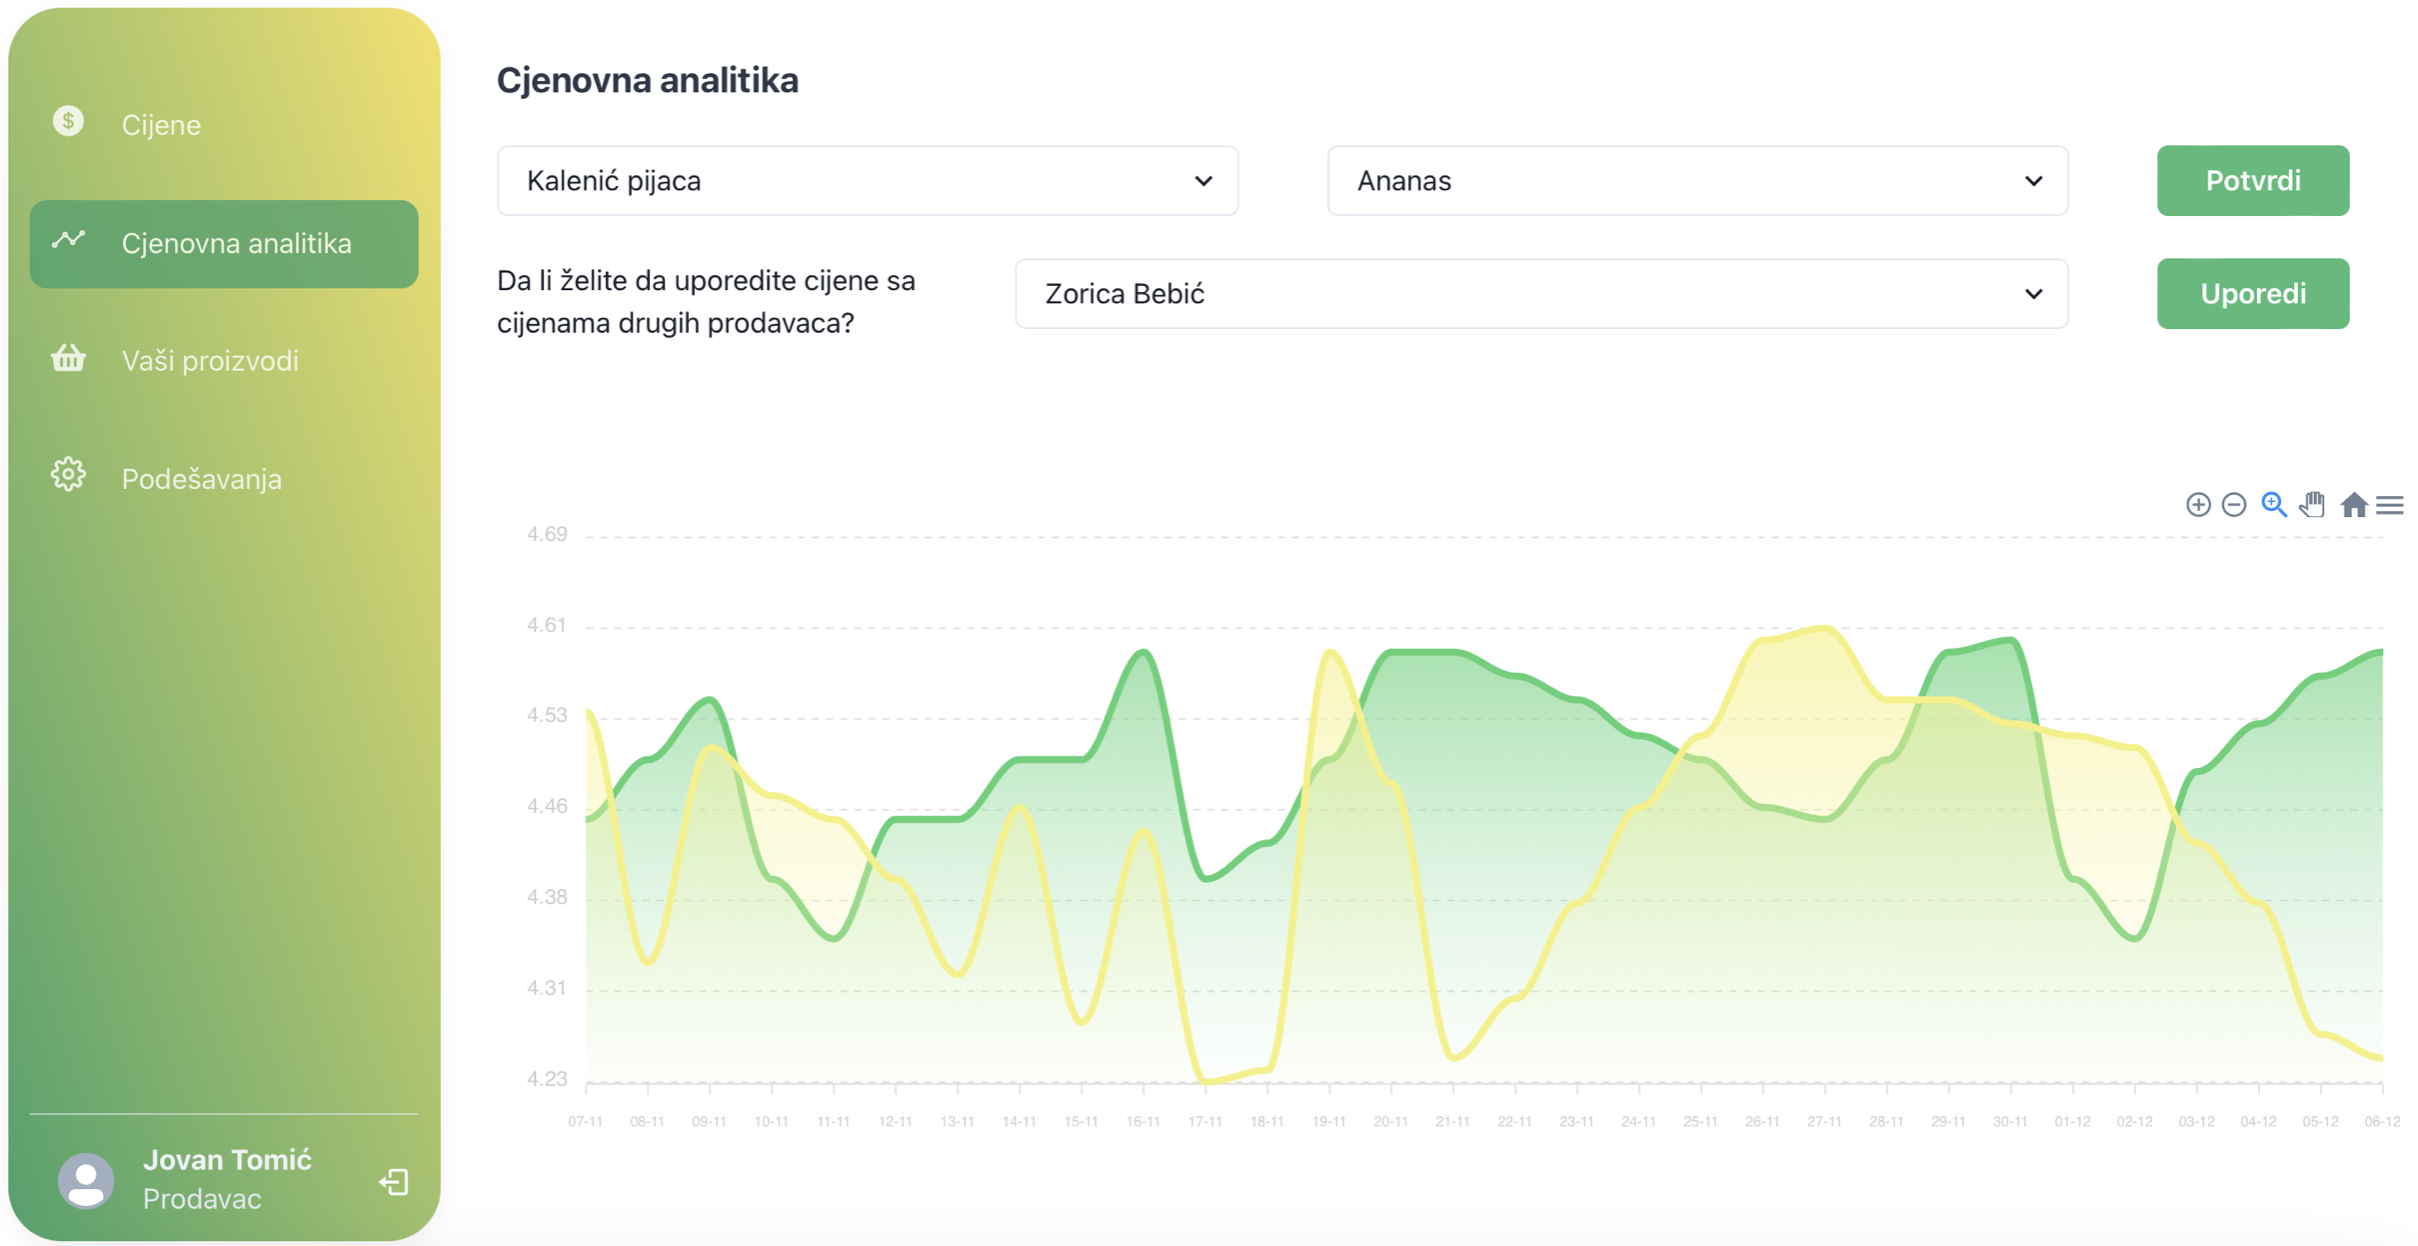 Cijene
Cjenovna analitika
Vaši proizvodi
Podešavanja
Jovan Tomić
Prodavac
Cjenovna analitika
Kalenić pijaca
Ananas
Potvrdi
Da li želite da uporedite cijene sa
cijenama drugih prodavaca?
Zorica Bebić
Uporedi
4.69
4.61
4.53
4.46
4.38
4.31
4.23
07-11 08-11 09-11 10-11 11-11 12-11 13-11 14-11 15-11 16-11 17-11 18-11 19-11 20-11 21-11 22-11 23-11 24-11 25-11 26-11 27-11 28-11 29-11 30-11 01-12 02-12 03-12 04-12 05-12 06-12